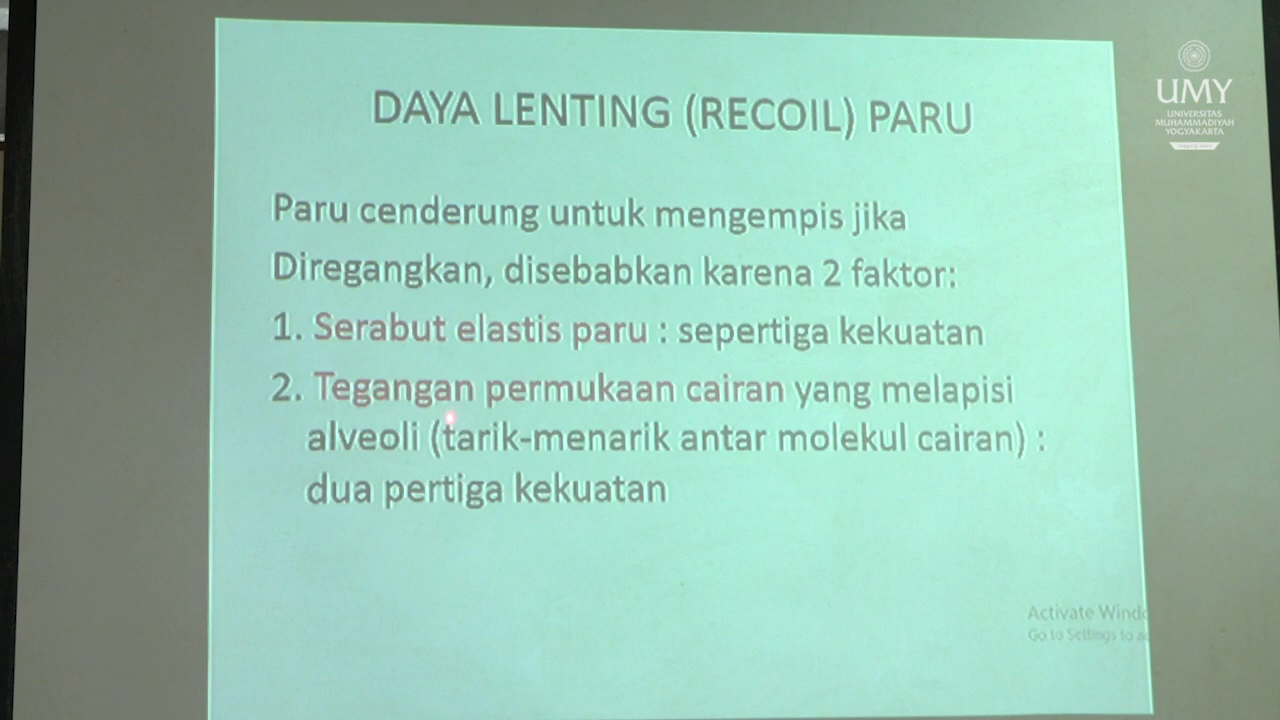 DAYA LENTING (RECOIL) PARU
Paru cenderung untuk mengempis jika
Diregangkan, disebabkan karena 2 faktor:
1. Serabut elastis paru : sepertiga kekuatan
2. Tegangan permukaan cairan yang melapisi
alveoli (tarik-menarik antar molekul cairan) :
dua pertiga kekuatan
Activate
Go to Settings to
UMY
UNIVERSITAS
MUHAMMADIYAH
YOGYAKARTA